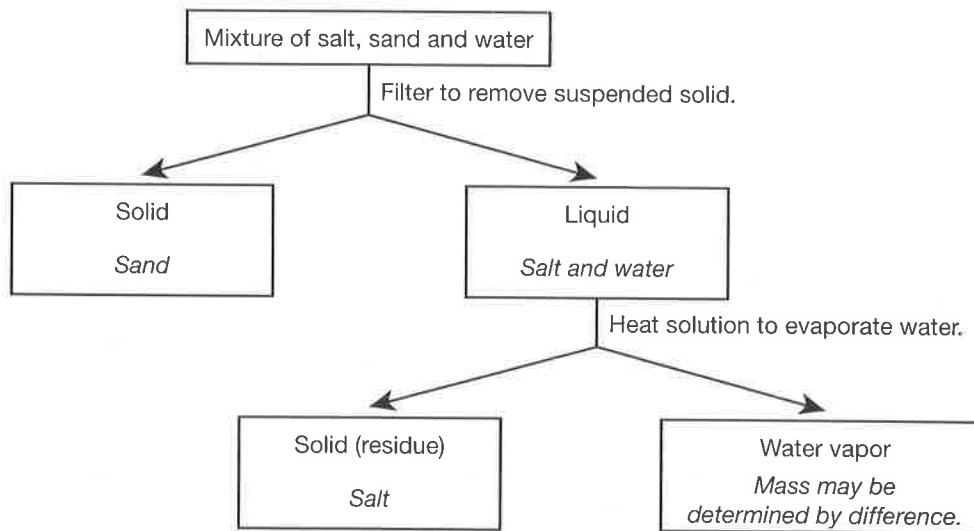 Mixture of salt, sand and water
Filter to remove suspended solid.
Solid
Sand
Liquid
Salt and water
Heat solution to evaporate water.
Solid (residue)
Salt
Water vapor
Mass may be
determined by difference.